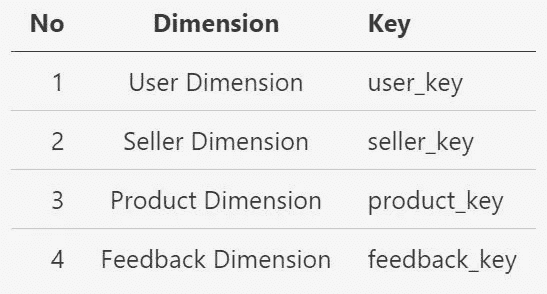 No Dimension Key
1 User Dimension user_key
2 Seller Dimension seller_key
3 Product Dimension product_key
4 Feedback Dimension feedback_key